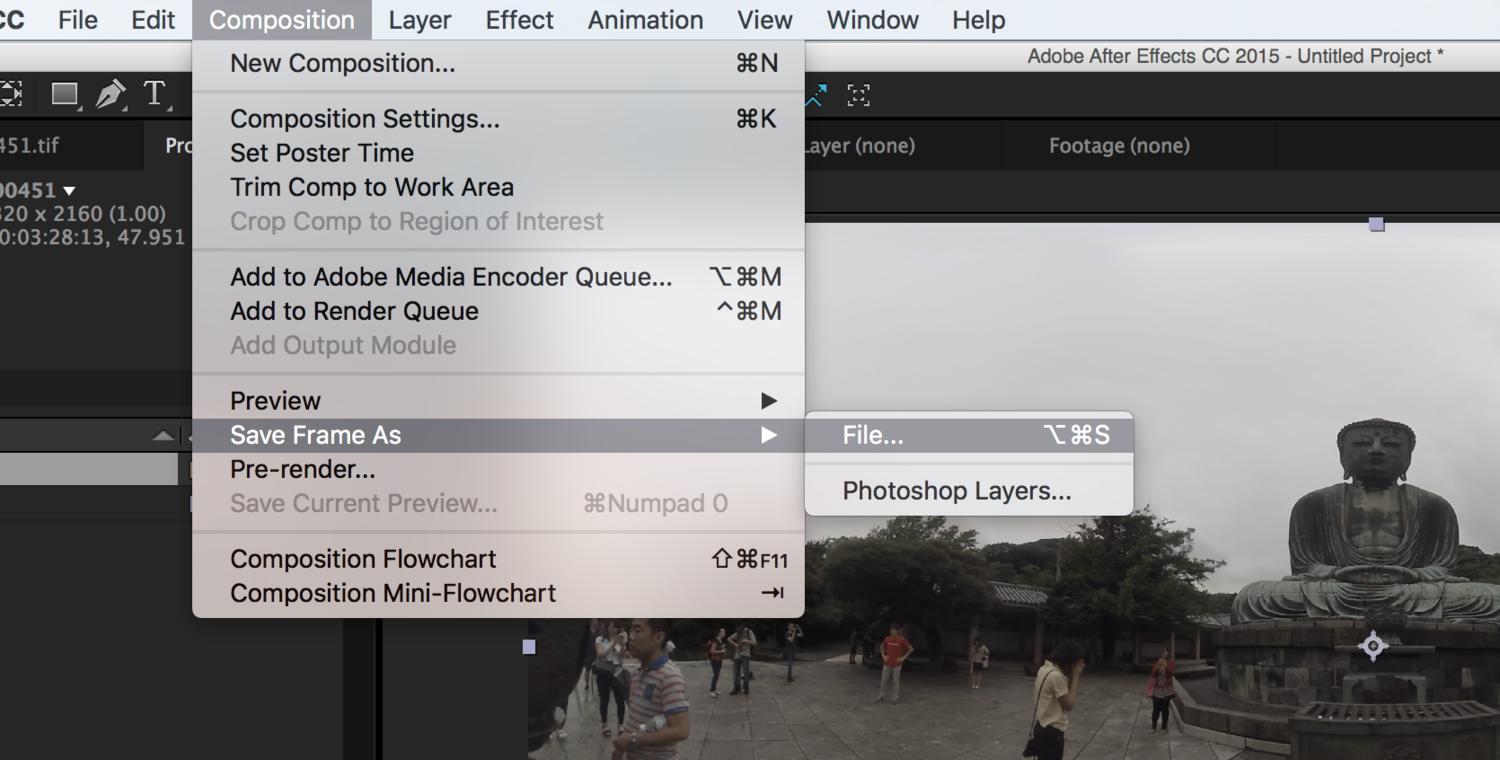 CC File Edit Composition Layer Effect Animation View Window Help
Adobe After Effects CC 2015 - Untitled Project *
T
New Composition... ⌘N
Composition Settings... ⌘K
Set Poster Time
Trim Comp to Work Area
Crop Comp to Region of Interest
Add to Adobe Media Encoder Queue... ⌥⌘M
Add to Render Queue ^⌘M
Add Output Module
Preview ▶
Save Frame As ▶
File... ⌥⌘S
Photoshop Layers...
Pre-render...
Save Current Preview... ⌘Numpad 0
Composition Flowchart ⇧⌘F11
Composition Mini-Flowchart ⇥
451.tif Pro
Layer (none) Footage (none)
00451
320 x 2160 (1.00)
0:03:28:13, 47.951